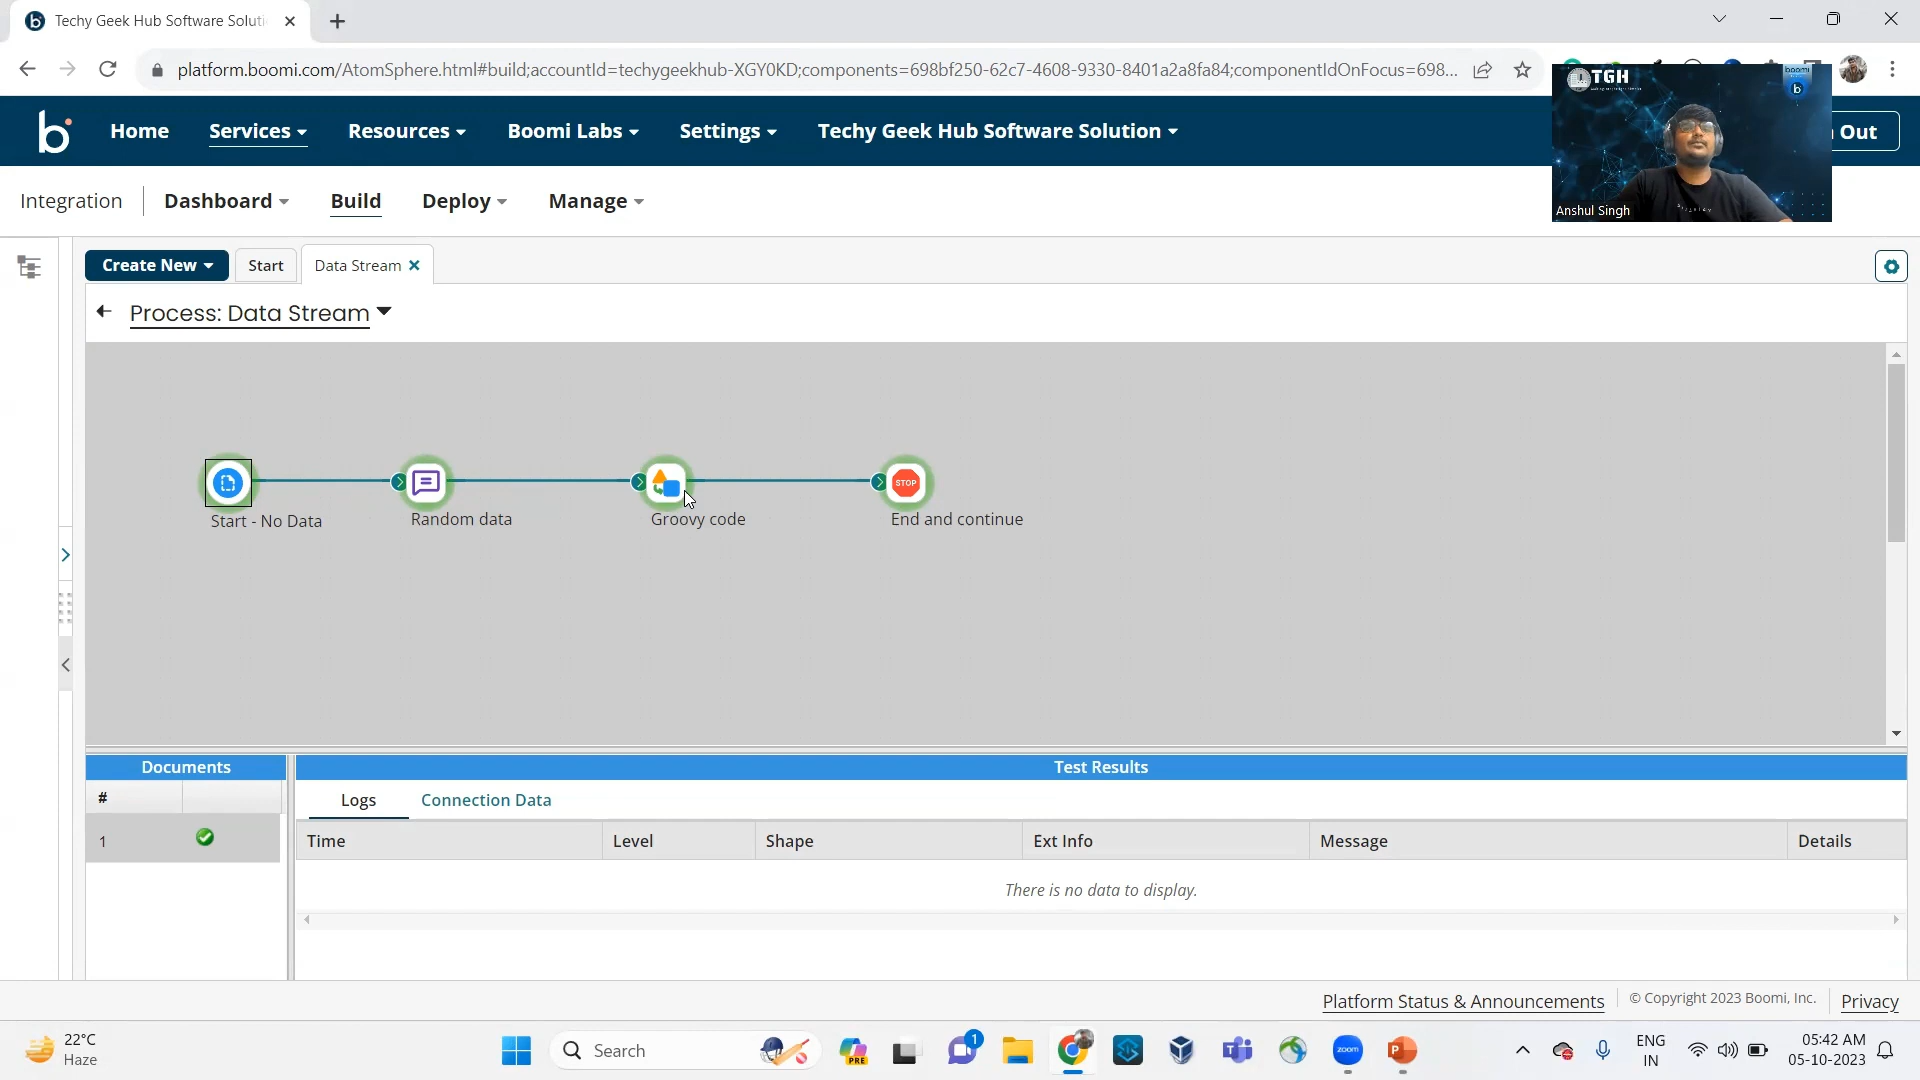 Techy Geek Hub Software Soluti
platform.boomi.com/AtomSphere.html#build;accountId=techygeekhub-XGY0KD;components=698bf250-62c7-4608-9330-8401a2a8fa84;componentIdOnFocus=698...
TGH
boomi
b
Home
Services
Resources
Boomi Labs
Settings
Techy Geek Hub Software Solution
Out
Anshul Singh
Integration
Dashboard
Build
Deploy
Manage
Create New
Start
Data Stream
Process: Data Stream
STOP
Start - No Data
Random data
Groovy code
End and continue
Documents
Test Results
#
Logs
Connection Data
1
Time
Level
Shape
Ext Info
Message
Details
There is no data to display.
Platform Status & Announcements
© Copyright 2023 Boomi, Inc.
Privacy
22°C
Haze
Search
PRE
1
zoom
P
ENG
IN
05:42 AM
05-10-2023